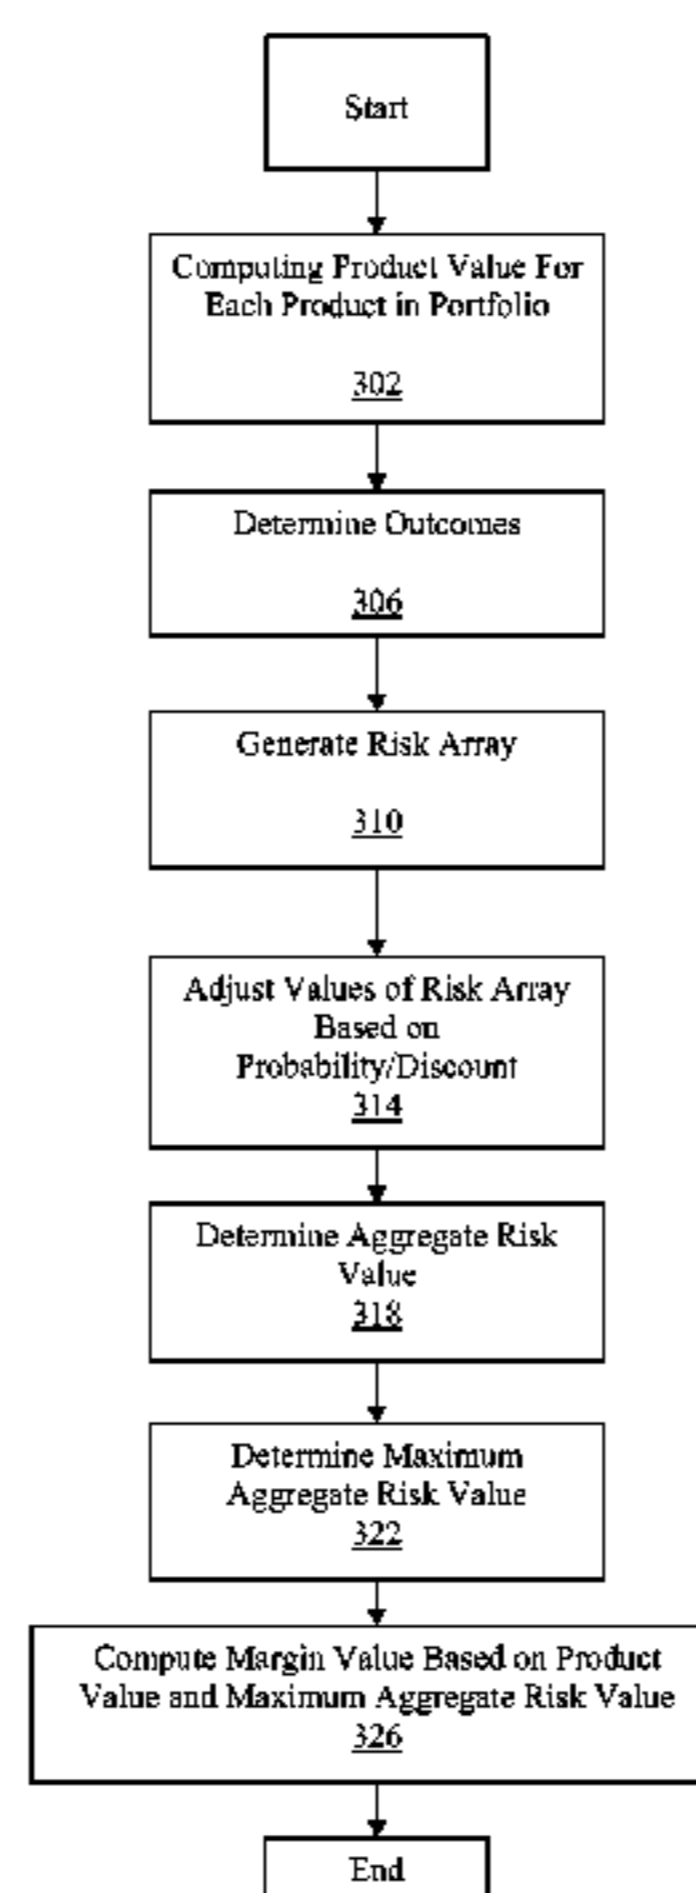 Start
Computing Product Value For
Each Product in Portfolio
302
Determine Outcomes
306
Generate Risk Array
310
Adjust Values of Risk Array
Based on
Probability/Discount
314
Determine Aggregate Risk
Value
318
Determine Maximum
Aggregate Risk Value
322
Compute Margin Value Based on Product
Value and Maximum Aggregate Risk Value
326
End